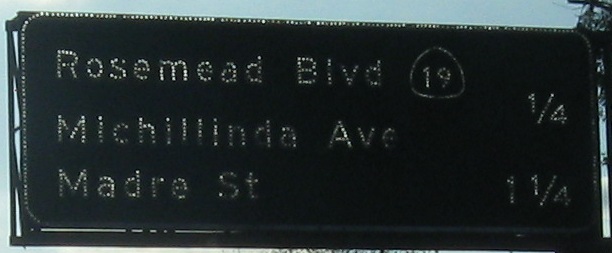 Rosemead Blvd 19
Michillinda Ave 1/4
Madre St 1 1/4